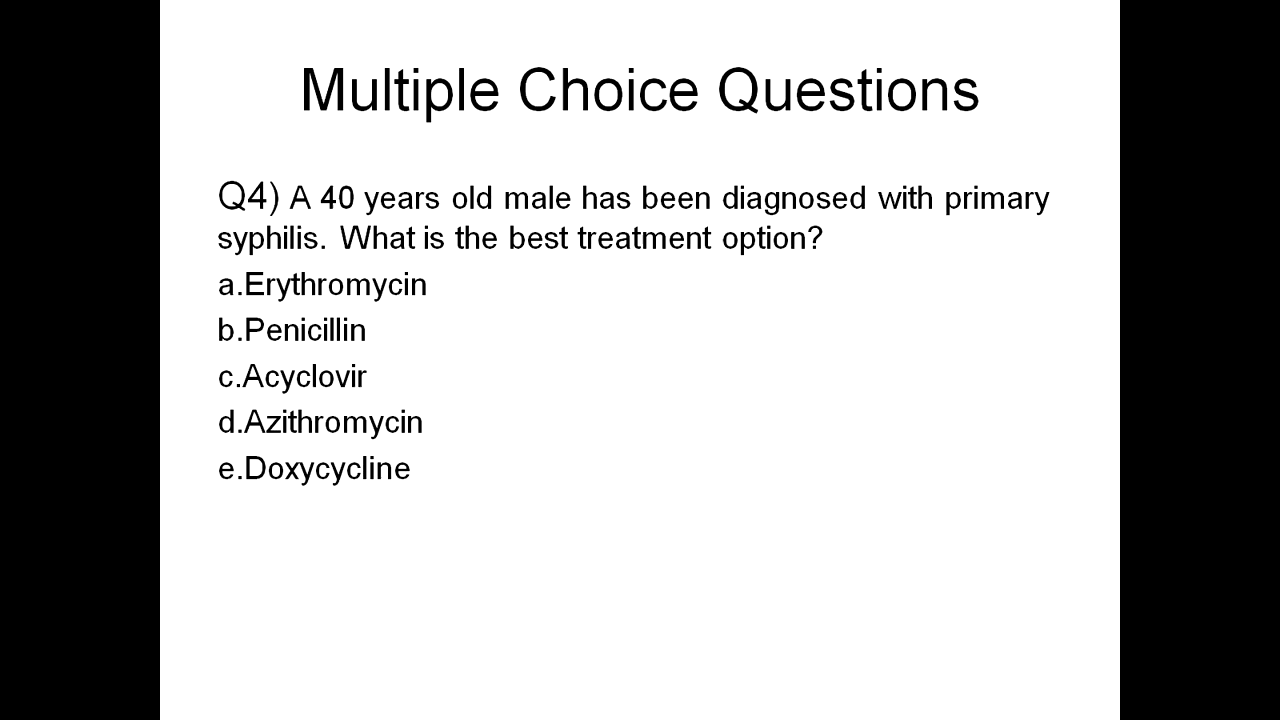 Multiple Choice Questions
Q4) A 40 years old male has been diagnosed with primary
syphilis. What is the best treatment option?
a.Erythromycin
b.Penicillin
c.Acyclovir
d.Azithromycin
e.Doxycycline